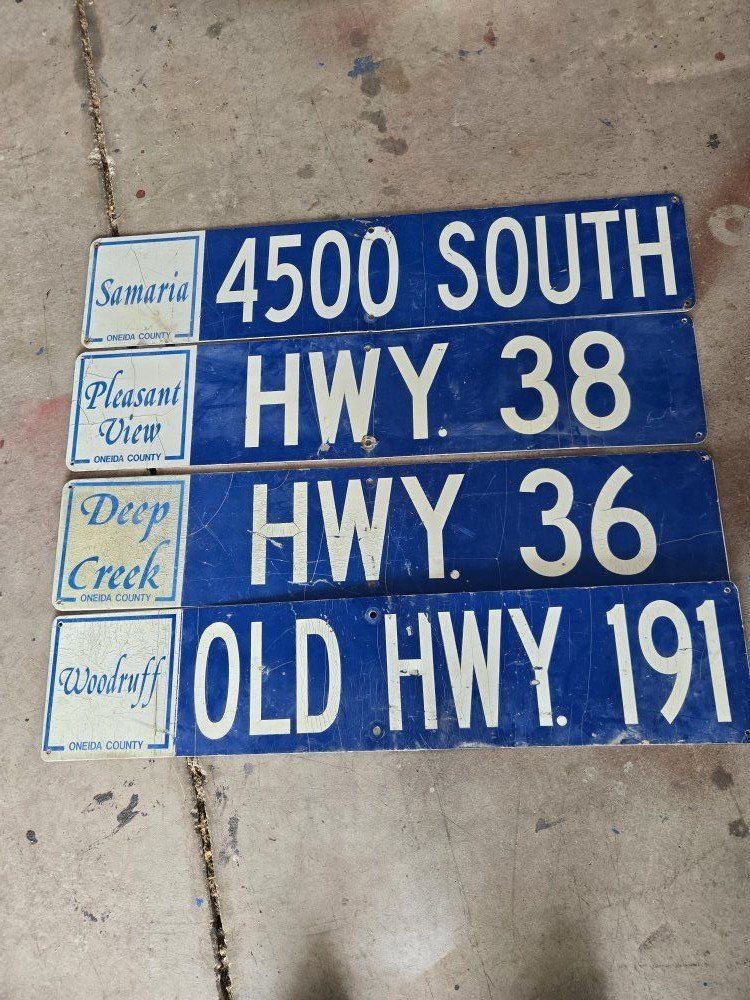 Samaria
ONEIDA COUNTY
4500 SOUTH
Pleasant
View
ONEIDA COUNTY
HWY. 38
Deep
Creek
ONEIDA COUNTY
HWY. 36
Woodruff
ONEIDA COUNTY
OLD HWY. 191